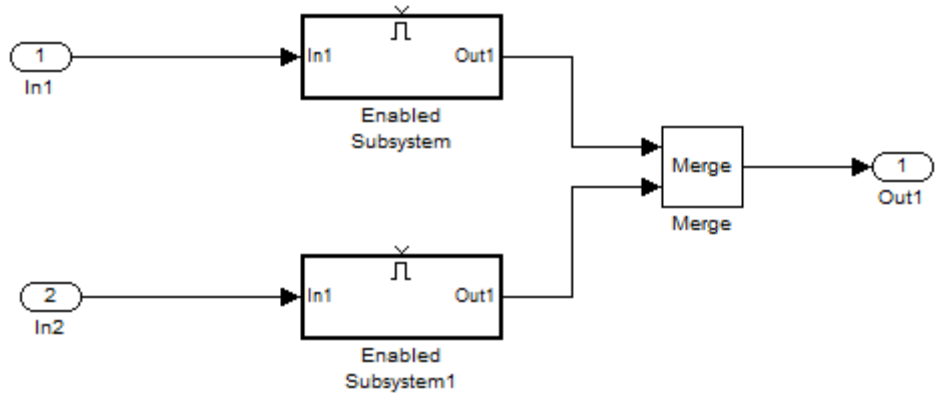 1
In1
In1
Out1
Enabled
Subsystem
Merge
Merge
1
Out1
2
In2
In1
Out1
Enabled
Subsystem1